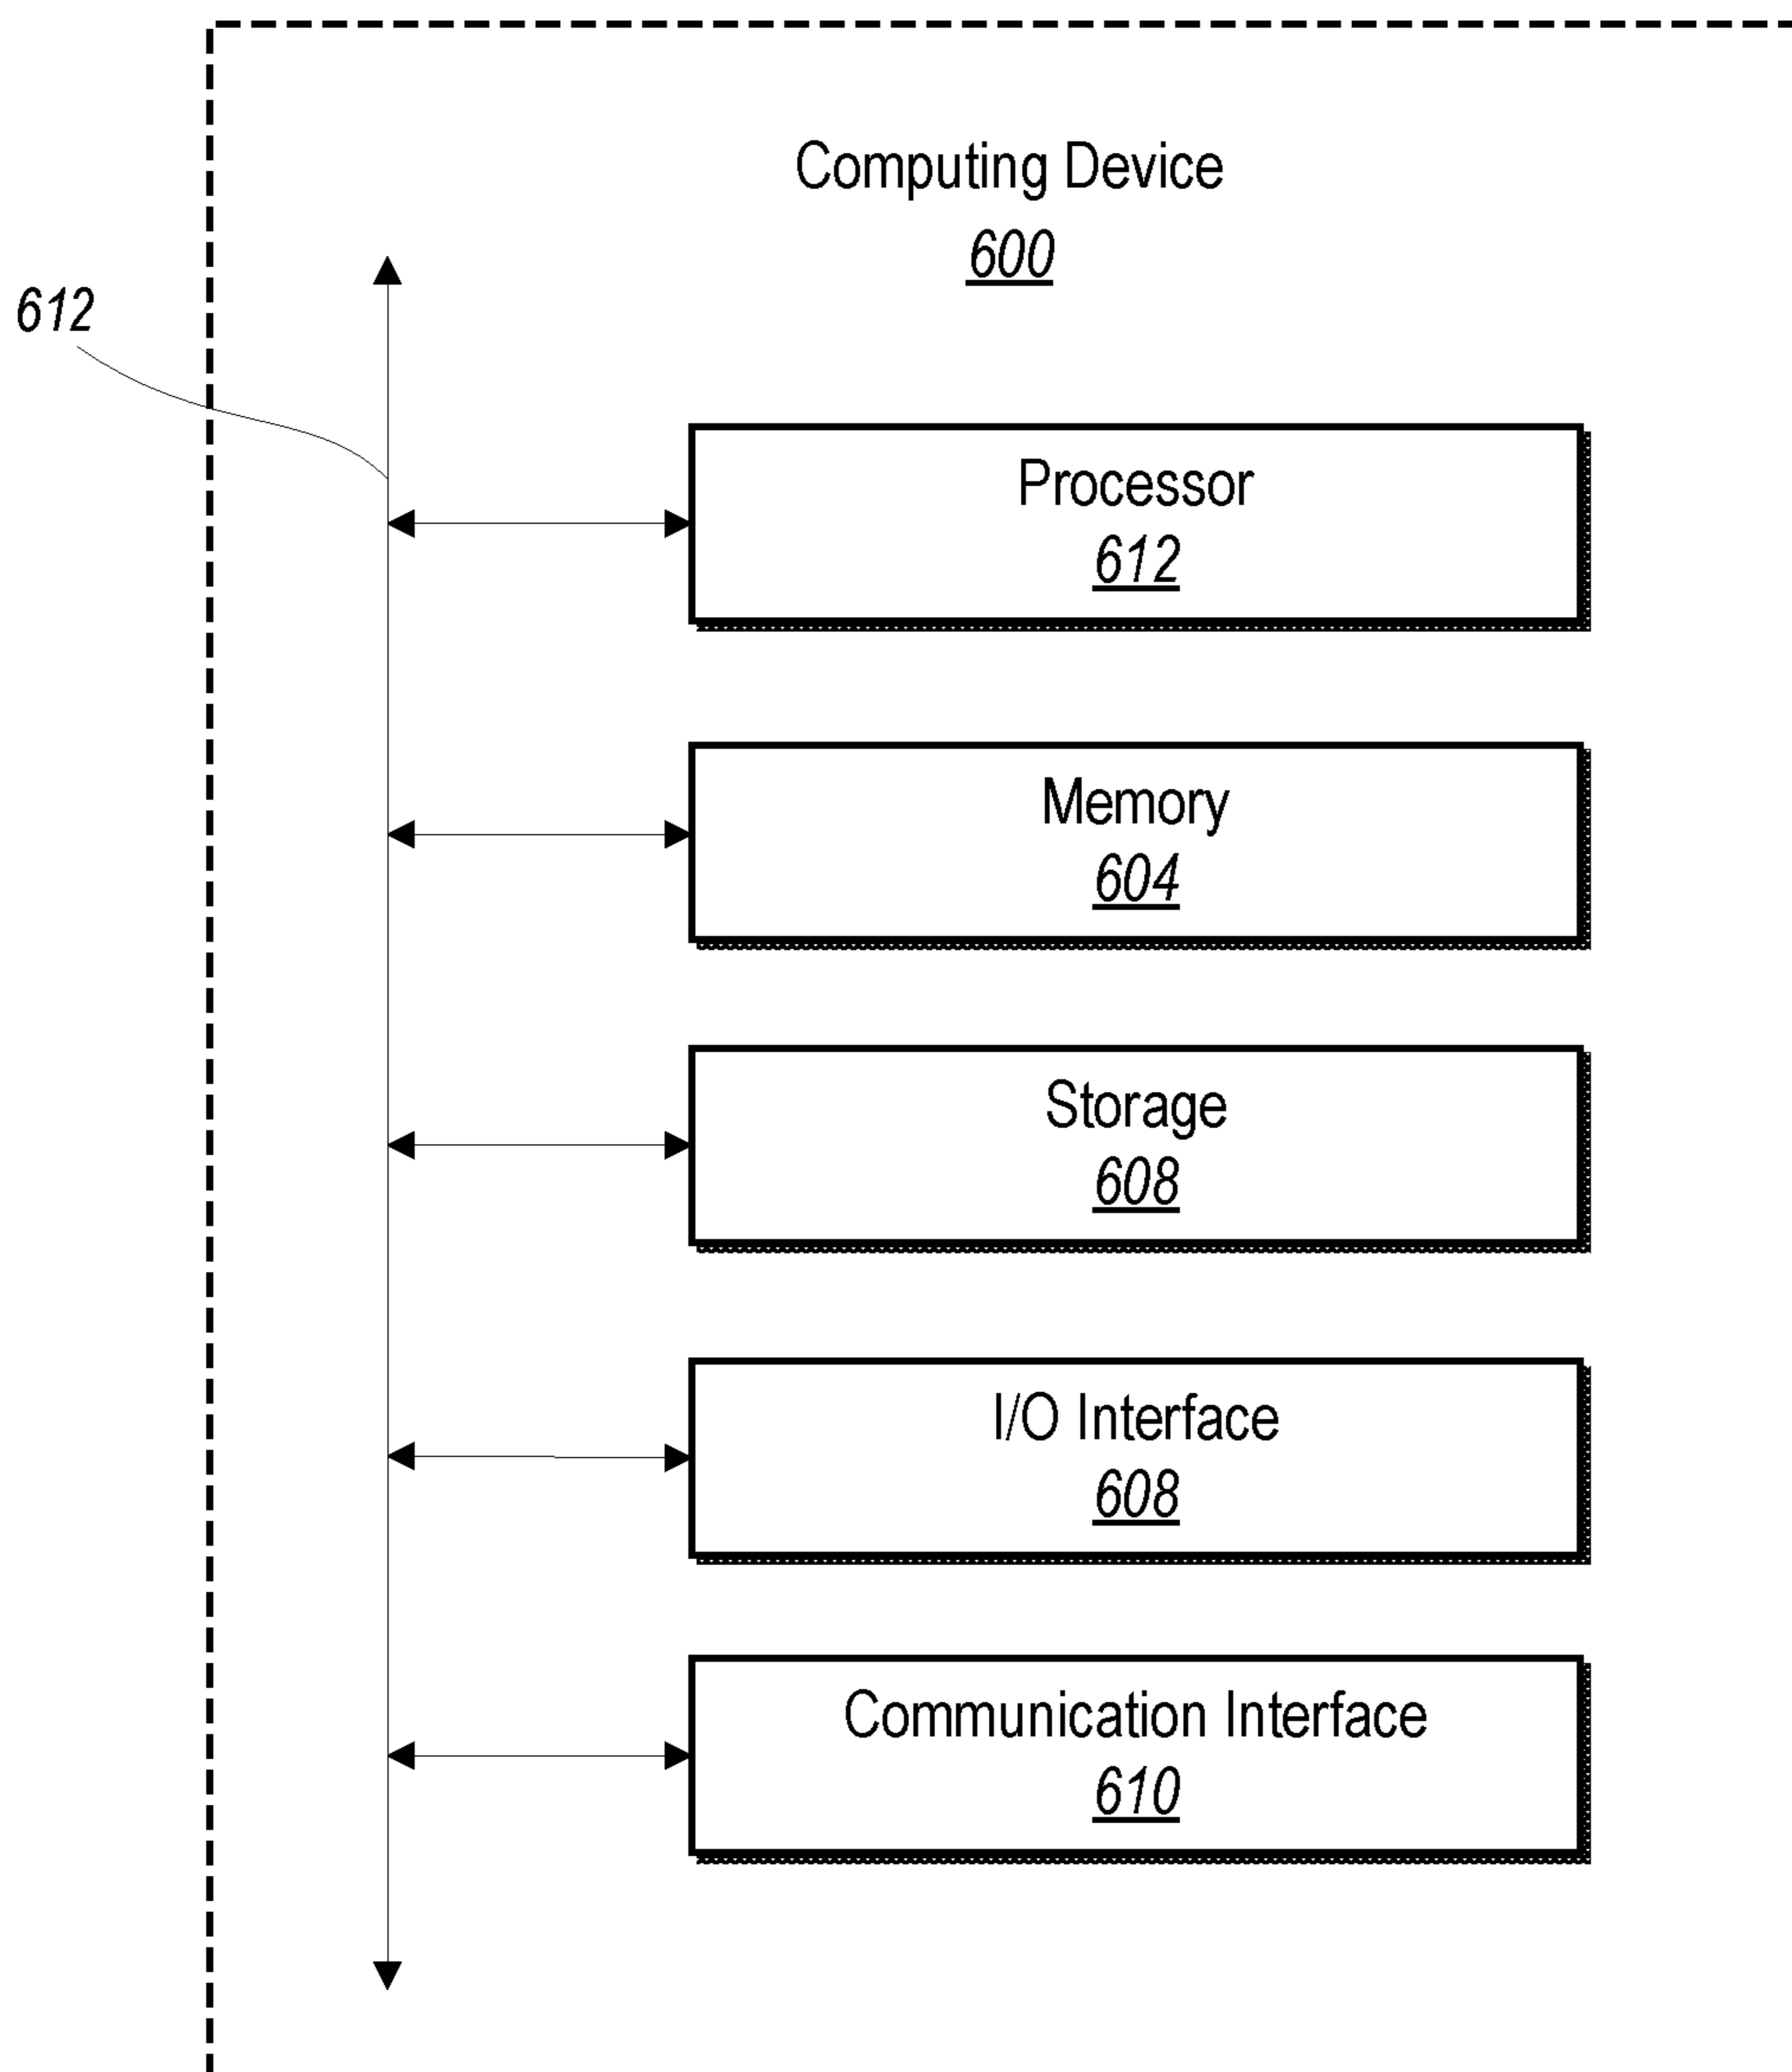 Computing Device
600
612
Processor
612
Memory
604
Storage
608
I/O Interface
608
Communication Interface
610